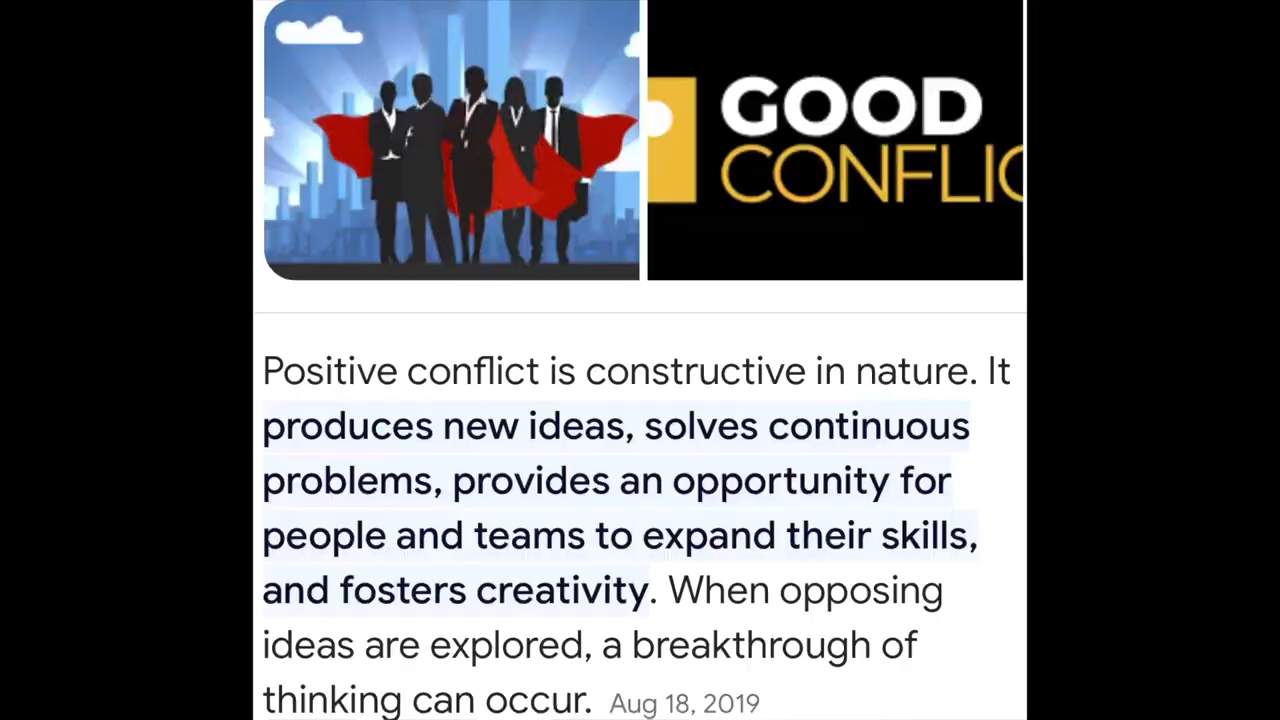 GOOD
CONFLIC
Positive conflict is constructive in nature. It
produces new ideas, solves continuous
problems, provides an opportunity for
people and teams to expand their skills,
and fosters creativity. When opposing
ideas are explored, a breakthrough of
thinking can occur. Aug 18, 2019